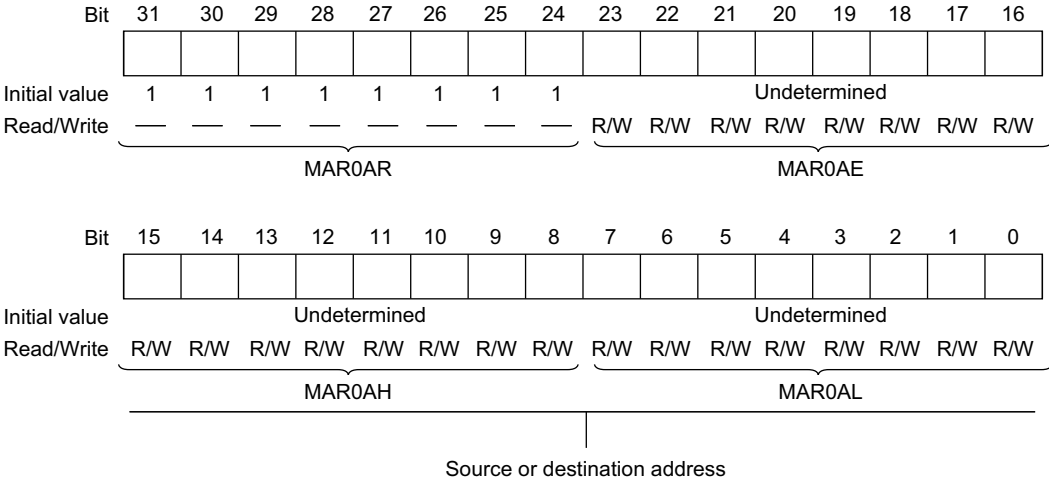 Bit 31 30 29 28 27 26 25 24 23 22 21 20 19 18 17 16
Initial value 1 1 1 1 1 1 1 1 Undetermined
Read/Write — — — — — — — — R/W R/W R/W R/W R/W R/W R/W R/W
MAR0AR MAR0AE
Bit 15 14 13 12 11 10 9 8 7 6 5 4 3 2 1 0
Initial value Undetermined Undetermined
Read/Write R/W R/W R/W R/W R/W R/W R/W R/W R/W R/W R/W R/W R/W R/W R/W R/W
MAR0AH MAR0AL
Source or destination address